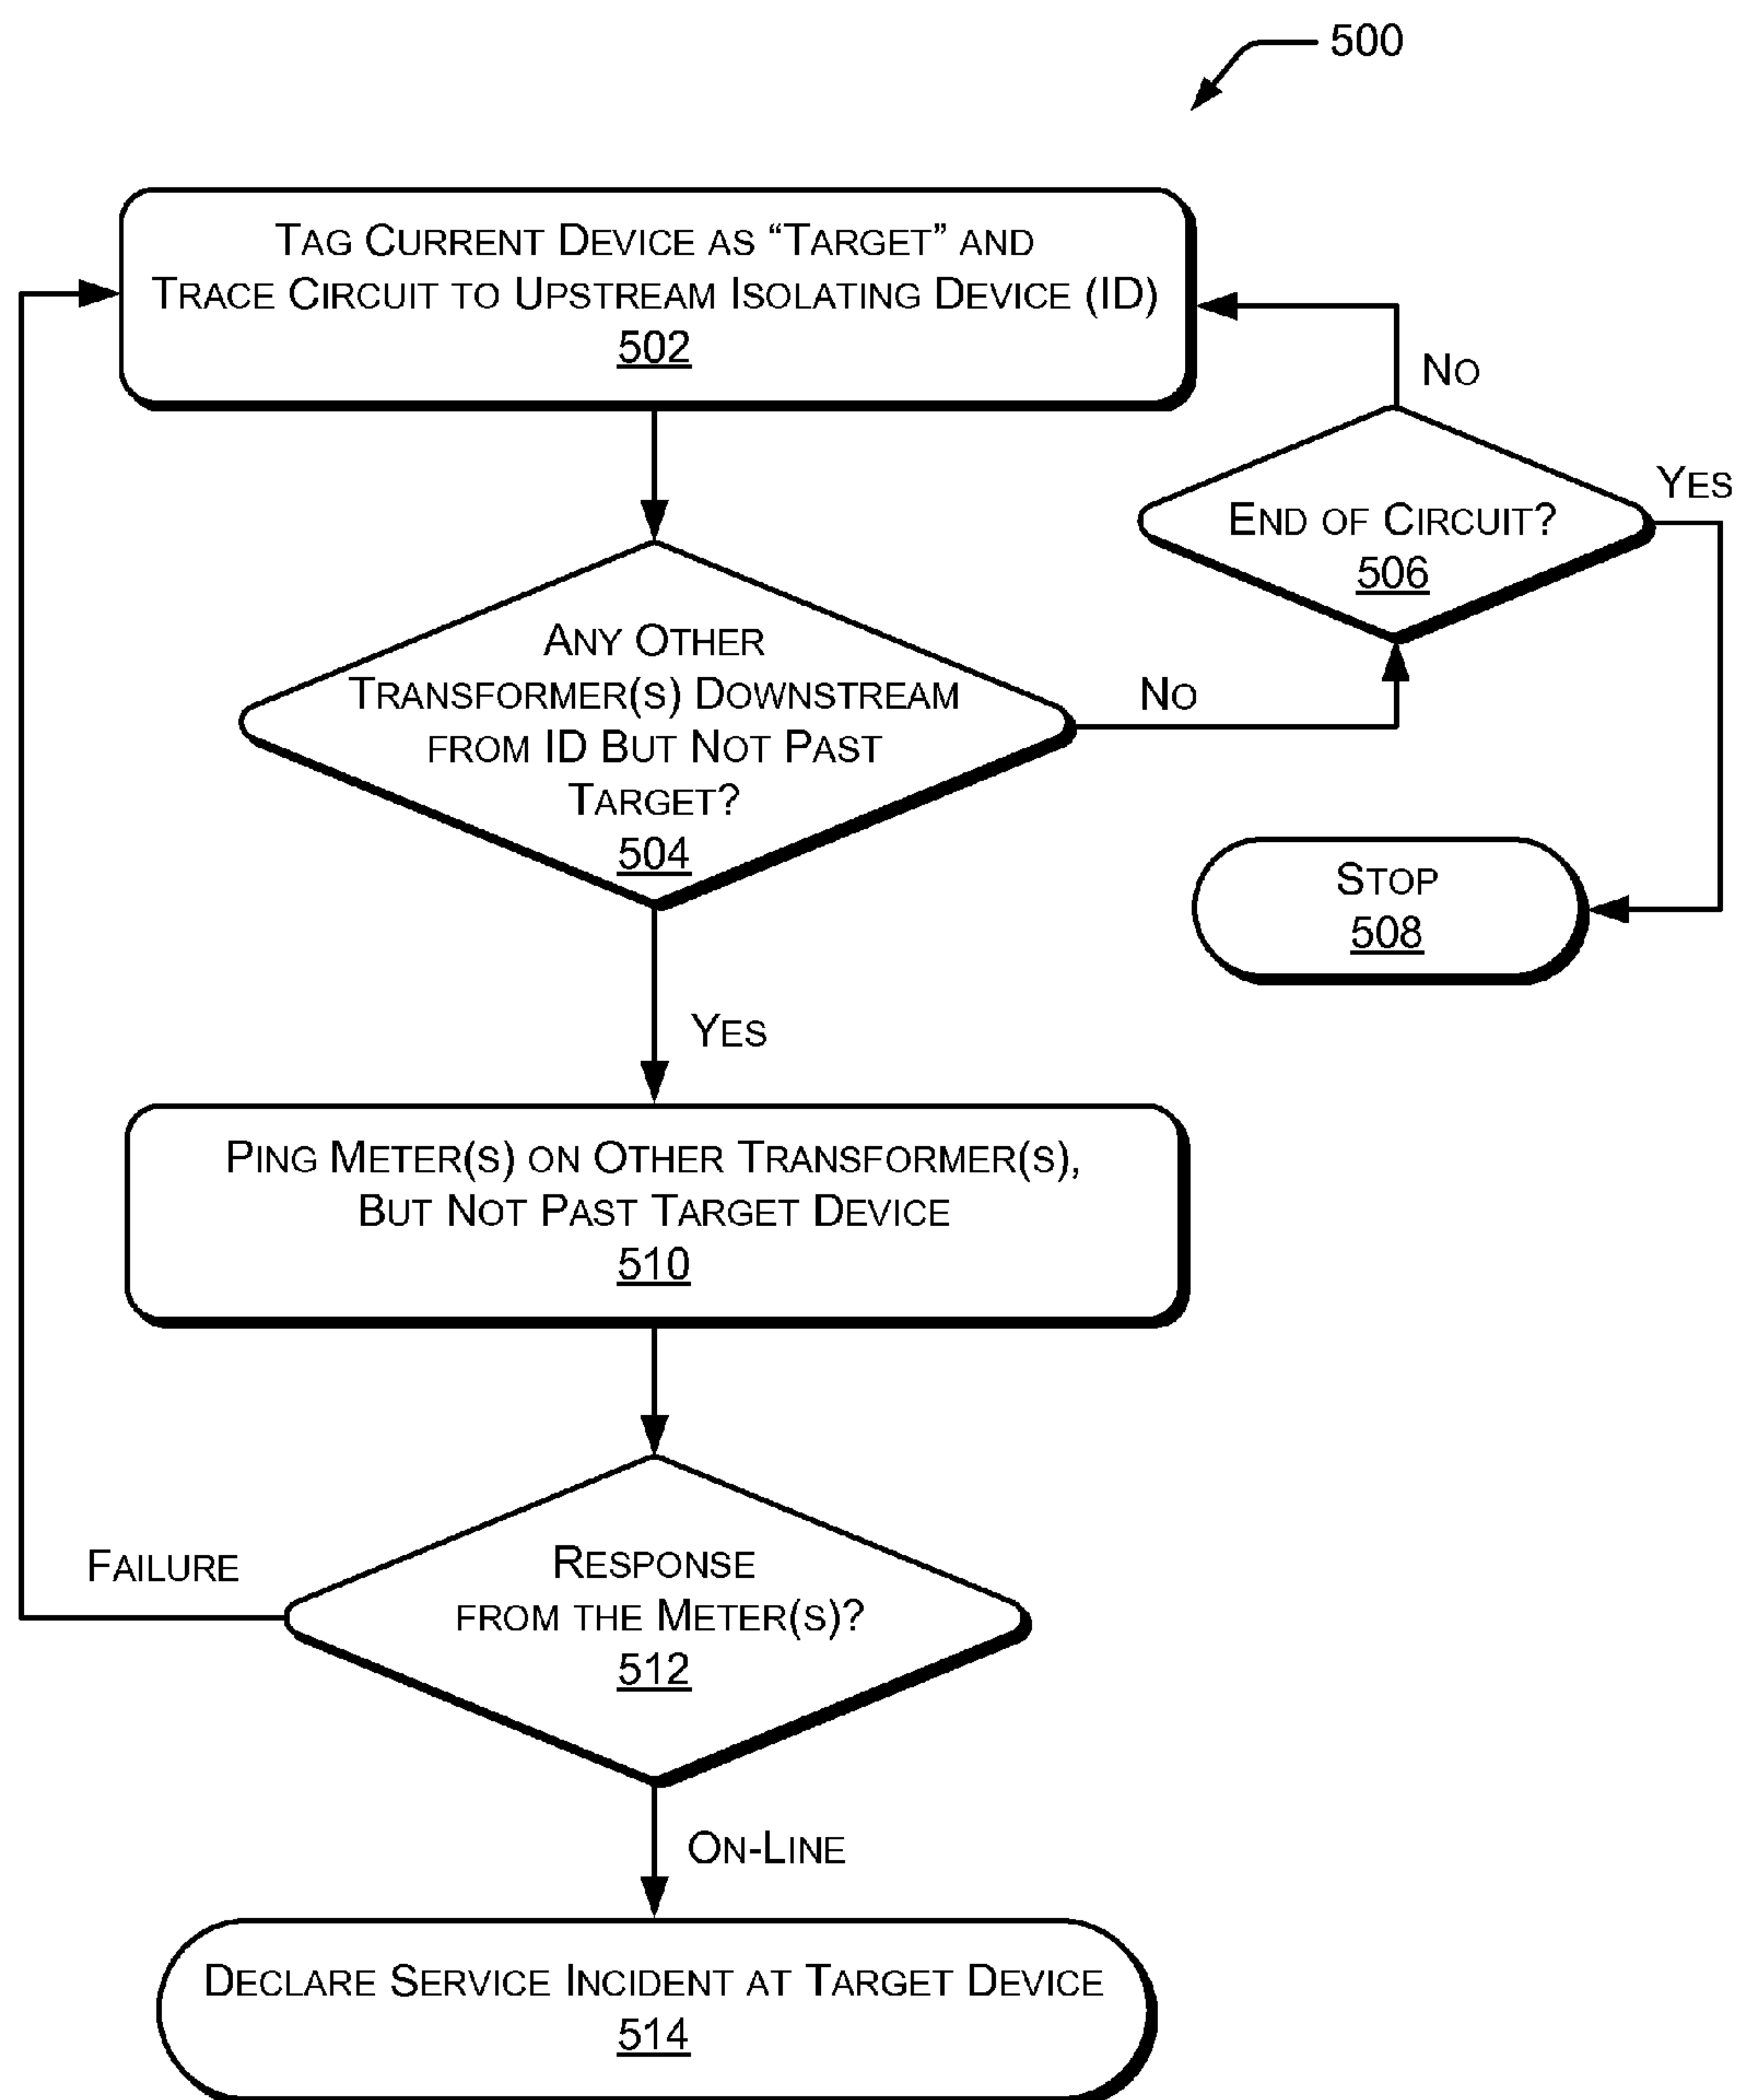 500
TAG CURRENT DEVICE AS “TARGET” AND
TRACE CIRCUIT TO UPSTREAM ISOLATING DEVICE (ID)
502
NO
END OF CIRCUIT?
506
YES
ANY OTHER
TRANSFORMER(S) DOWNSTREAM
FROM ID BUT NOT PAST
TARGET?
504
NO
STOP
508
YES
PING METER(S) ON OTHER TRANSFORMER(S),
BUT NOT PAST TARGET DEVICE
510
FAILURE
RESPONSE
FROM THE METER(S)?
512
ON-LINE
DECLARE SERVICE INCIDENT AT TARGET DEVICE
514